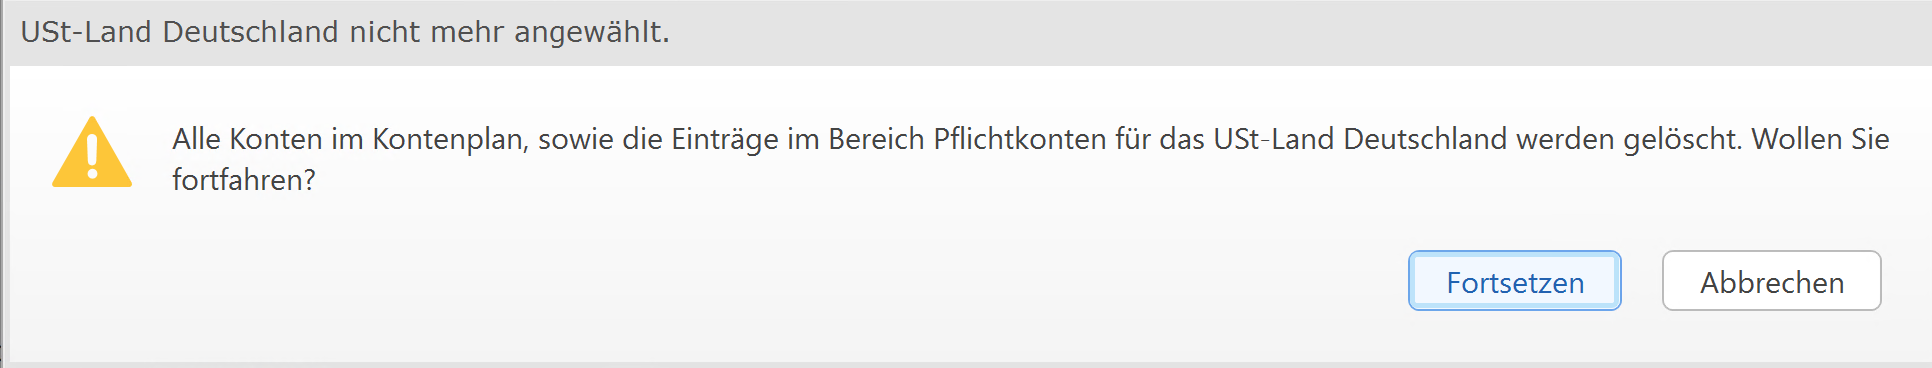 USt-Land Deutschland nicht mehr angewählt.
Alle Konten im Kontenplan, sowie die Einträge im Bereich Pflichtkonten für das USt-Land Deutschland werden gelöscht. Wollen Sie
fortfahren?
Fortsetzen
Abbrechen